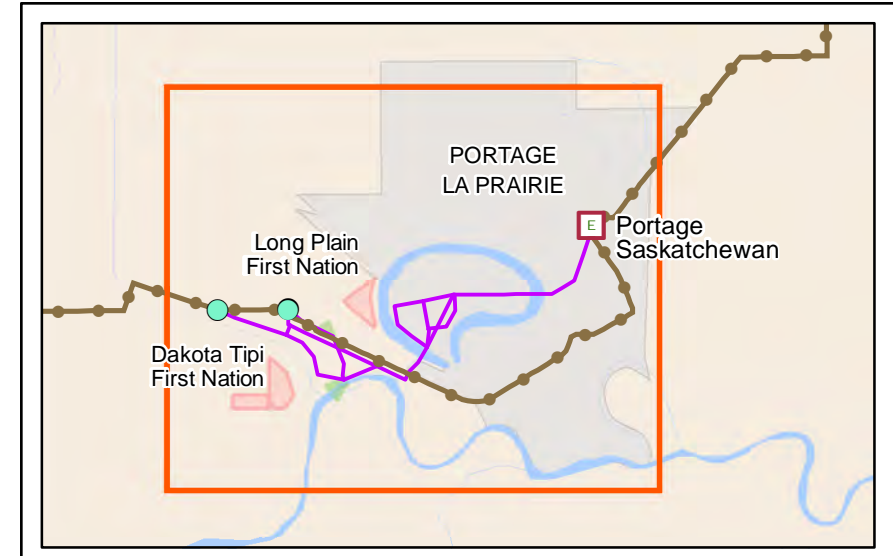 PORTAGE
LA PRAIRIE
E
Portage
Saskatchewan
Long Plain
First Nation
Dakota Tipi
First Nation